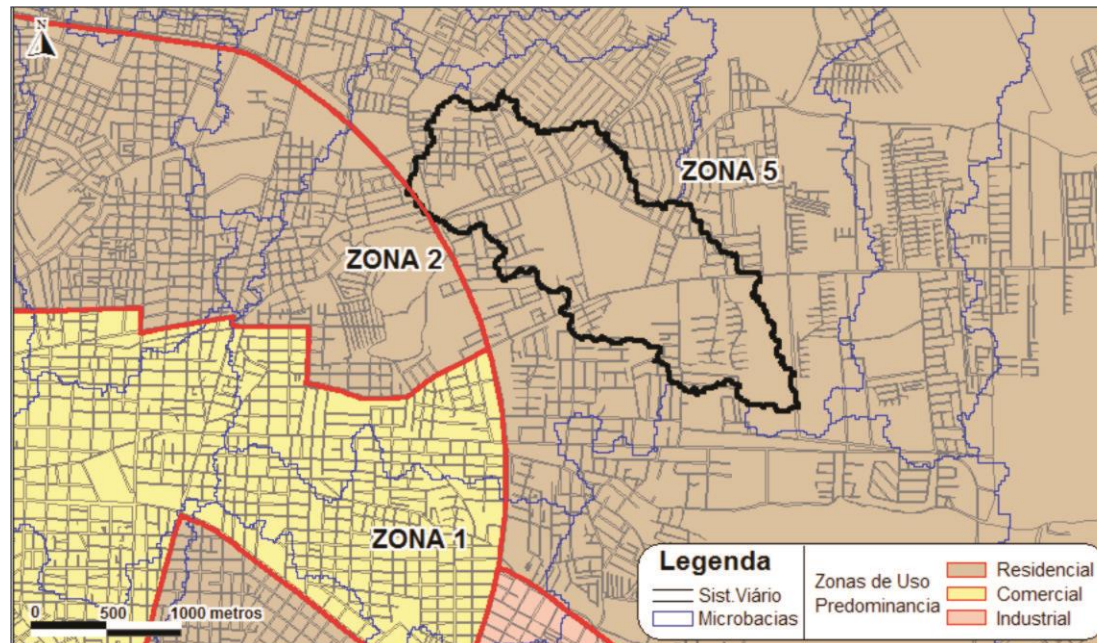 N
ZONA 5
ZONA 2
ZONA 1
0 500 1000 metros
Legenda
Sist.Viário
Microbacias
Zonas de Uso
Predominancia
Residencial
Comercial
Industrial